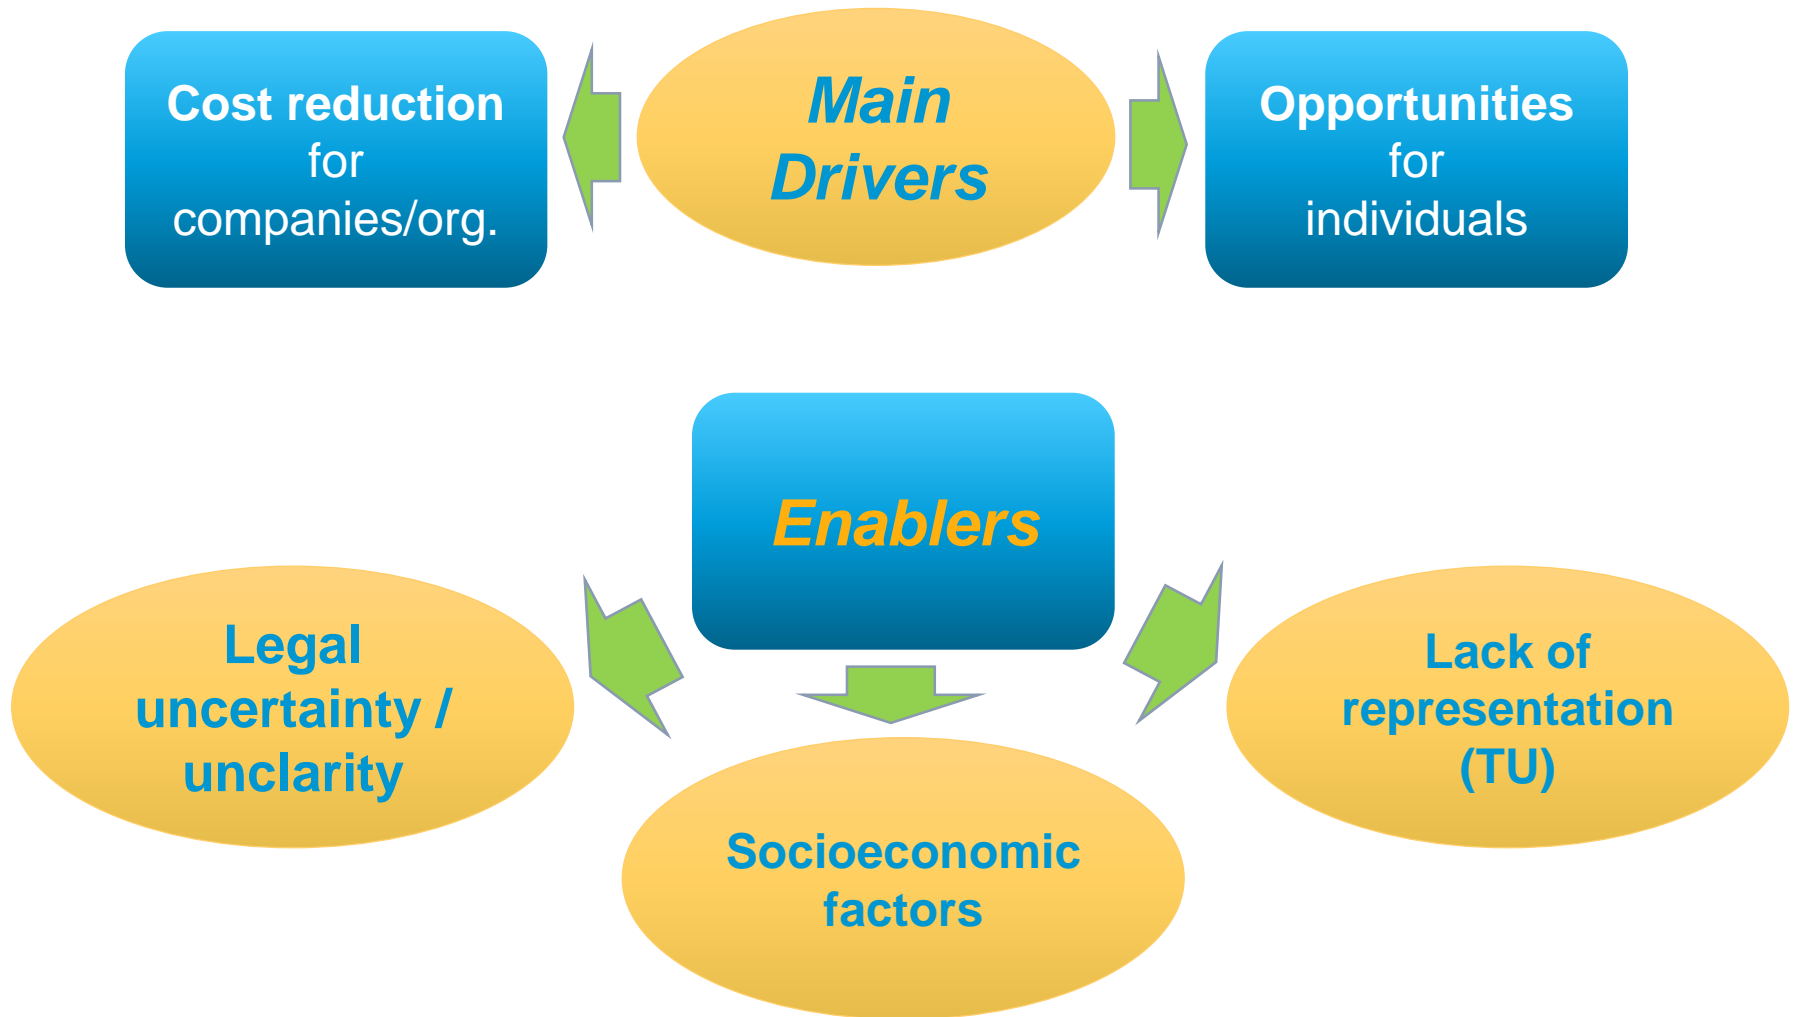 Cost reduction
for
companies/org.
Main
Drivers
Opportunities
for
individuals
Enablers
Legal
uncertainty /
unclarity
Socioeconomic
factors
Lack of
representation
(TU)